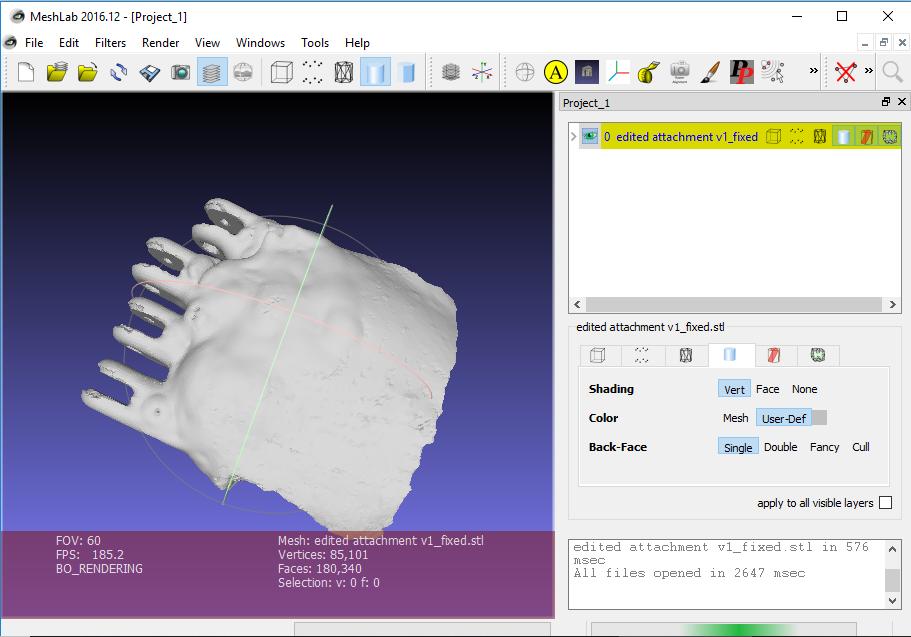 MeshLab 2016.12 - [Project_1]
File Edit Filters Render View Windows Tools Help
A
PP
»
»
Project_1
0 edited attachment v1_fixed
edited attachment v1_fixed.stl
Shading Vert Face None
Color Mesh User-Def
Back-Face Single Double Fancy Cull
apply to all visible layers
FOV: 60
FPS: 185.2
BO_RENDERING
Mesh: edited attachment v1_fixed.stl
Vertices: 85,101
Faces: 180,340
Selection: v: 0 f: 0
edited attachment v1_fixed.stl in 576
msec
All files opened in 2647 msec